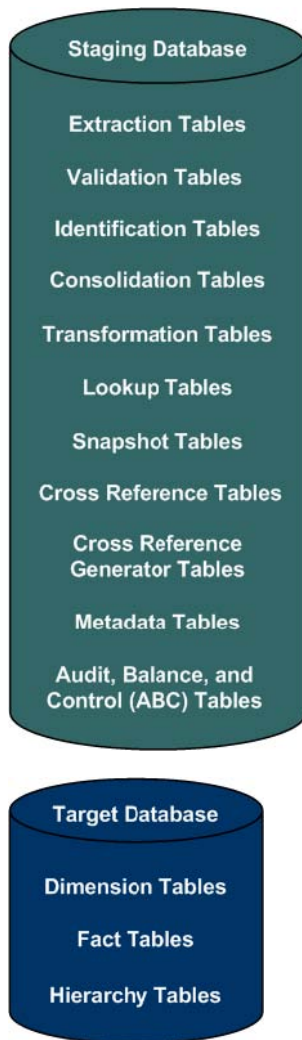 Staging Database
Extraction Tables
Validation Tables
Identification Tables
Consolidation Tables
Transformation Tables
Lookup Tables
Snapshot Tables
Cross Reference Tables
Cross Reference
Generator Tables
Metadata Tables
Audit, Balance, and
Control (ABC) Tables
Target Database
Dimension Tables
Fact Tables
Hierarchy Tables